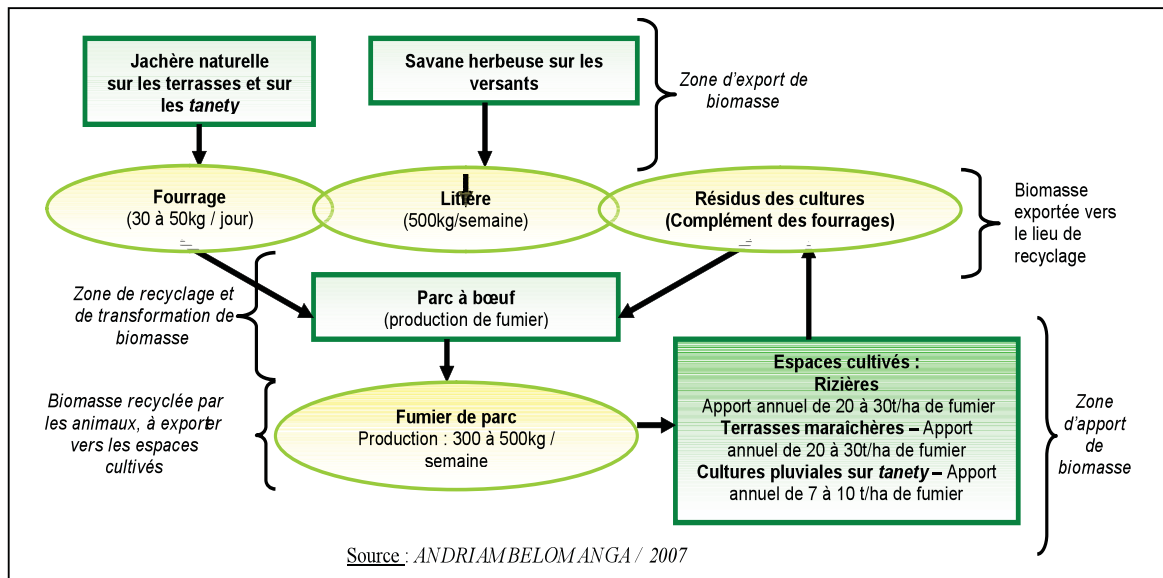 Jachère naturelle
sur les terrasses et sur
les tanety
Savane herbeuse sur les
versants
Zone d'export de
biomasse
Fourrage
(30 à 50kg / jour)
Litière
(500kg/semaine)
Résidus des cultures
(Complément des fourrages)
Biomasse
exportée vers
le lieu de
recyclage
Zone de recyclage et
de transformation de
biomasse
Parc à bœuf
(production de fumier)
Biomasse recyclée par
les animaux, à exporter
vers les espaces
cultivés
Fumier de parc
Production : 300 à 500kg /
semaine
Espaces cultivés :
Rizières
Apport annuel de 20 à 30t/ha de fumier
Terrasses maraîchères – Apport
annuel de 20 à 30t/ha de fumier
Cultures pluviales sur tanety – Apport
annuel de 7 à 10 t/ha de fumier
Zone
d'apport de
biomasse
Source : ANDRIAMBELOMANGA / 2007